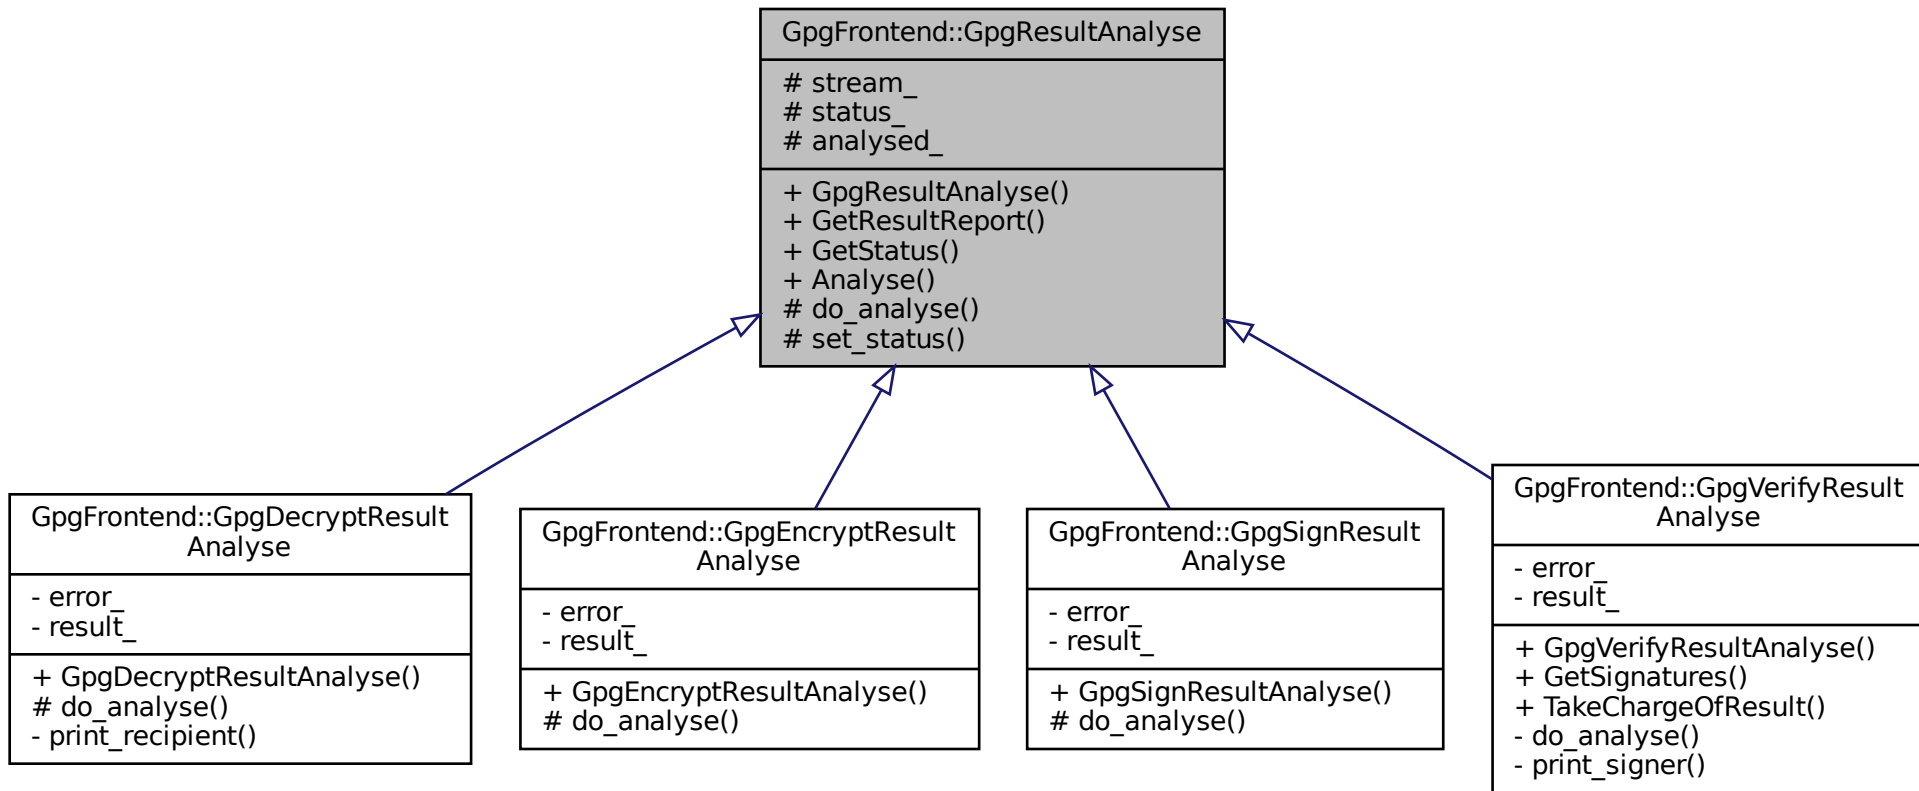 GpgFrontend::GpgResultAnalyse
# stream_
# status_
# analysed_
+ GpgResultAnalyse()
+ GetResultReport()
+ GetStatus()
+ Analyse()
# do_analyse()
# set_status()
GpgFrontend::GpgDecryptResult
Analyse
- error_
- result_
+ GpgDecryptResultAnalyse()
# do_analyse()
- print_recipient()
GpgFrontend::GpgEncryptResult
Analyse
- error_
- result_
+ GpgEncryptResultAnalyse()
# do_analyse()
GpgFrontend::GpgSignResult
Analyse
- error_
- result_
+ GpgSignResultAnalyse()
# do_analyse()
GpgFrontend::GpgVerifyResult
Analyse
- error_
- result_
+ GpgVerifyResultAnalyse()
+ GetSignatures()
+ TakeChargeOfResult()
- do_analyse()
- print_signer()